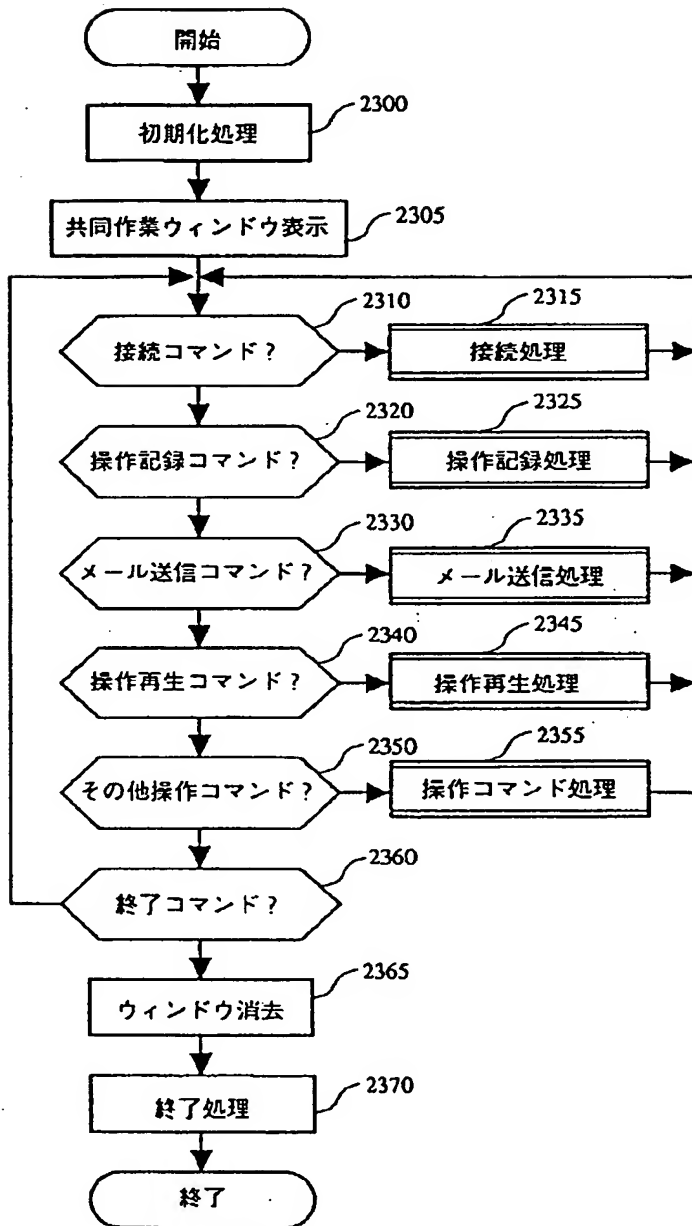 開始
2300
初期化処理
2305
共同作業ウィンドウ表示
2310
接続コマンド?
2315
接続処理
2320
操作記録コマンド?
2325
操作記録処理
2330
メール送信コマンド?
2335
メール送信処理
2340
操作再生コマンド?
2345
操作再生処理
2350
その他操作コマンド?
2355
操作コマンド処理
2360
終了コマンド?
2365
ウィンドウ消去
2370
終了処理
終了